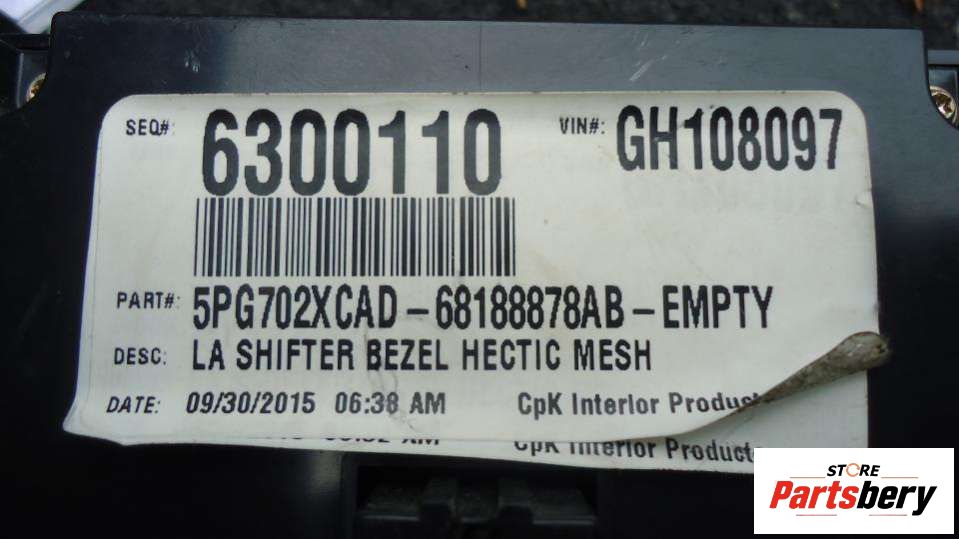 SEQ#: 6300110 VIN#: GH108097
PART#: 5PG702XCAD-68188878AB-EMPTY
DESC: LA SHIFTER BEZEL HECTIC MESH
DATE: 09/30/2015 06:38 AM CpK Interior Product
CpK Interior Product
STORE
Partsbery